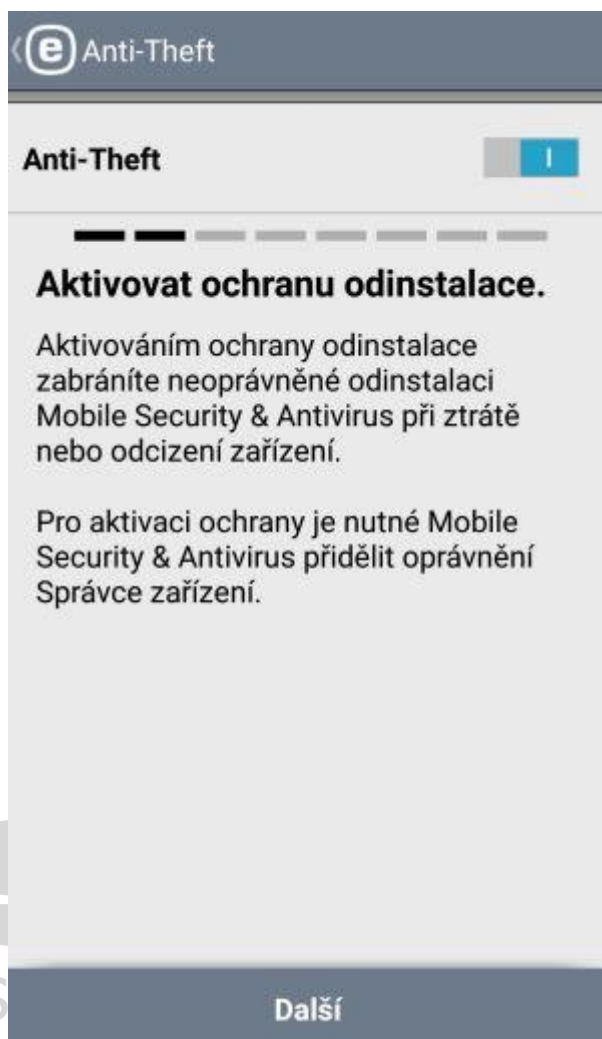 e Anti-Theft
Anti-Theft
I
Aktivovat ochranu odinstalace.
Aktivováním ochrany odinstalace
zabráníte neoprávněné odinstalaci
Mobile Security & Antivirus při ztrátě
nebo odcizení zařízení.
Pro aktivaci ochrany je nutné Mobile
Security & Antivirus přidělit oprávnění
Správce zařízení.
Další